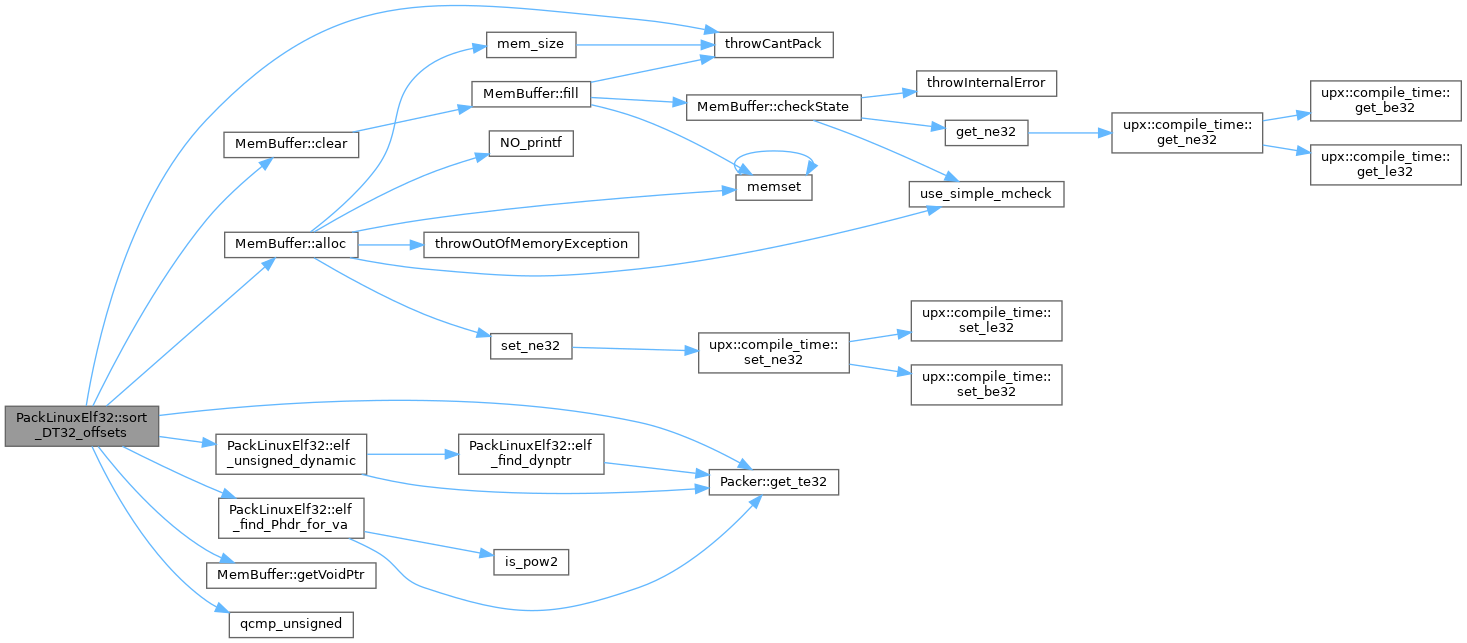 throwCantPack
mem_size
throwInternalError
MemBuffer::fill
MemBuffer::checkState
upx::compile_time::
get_be32
get_ne32
upx::compile_time::
get_ne32
MemBuffer::clear
NO_printf
upx::compile_time::
get_le32
memset
use_simple_mcheck
MemBuffer::alloc
throwOutOfMemoryException
set_ne32
upx::compile_time::
set_ne32
upx::compile_time::
set_le32
upx::compile_time::
set_be32
PackLinuxElf32::sort
_DT32_offsets
PackLinuxElf32::elf
_unsigned_dynamic
PackLinuxElf32::elf
_find_dynptr
Packer::get_te32
PackLinuxElf32::elf
_find_Phdr_for_va
is_pow2
MemBuffer::getVoidPtr
qcmp_unsigned